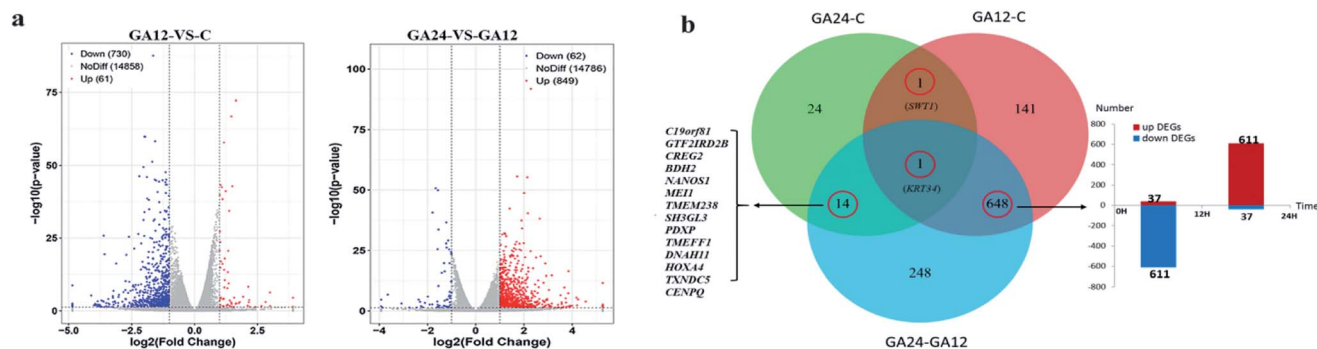 a
GA12-VS-C
Down (730)
NoDiff (14858)
Up (61)
75
50
25
0
-5.0
-2.5
0.0
2.5
log2(Fold Change)
−log10(p−value)
GA24-VS-GA12
Down (62)
NoDiff (14786)
Up (849)
100
75
50
25
0
-4
-2
0
2
4
log2(Fold Change)
−log10(p−value)
b
GA24-C
GA12-C
24
1
(SWT1)
141
1
(KRT34)
14
648
248
GA24-GA12
C19orf81
GTF2IRD2B
CREG2
BDH2
NANOS1
MEI1
TMEM238
SH3GL3
PDXP
TMEFF1
DNAH11
HOXA4
TXNDC5
CENPQ
Number
up DEGs
down DEGs
800
600
400
200
0
-200
-400
-600
-800
37
611
611
37
0H
12H
24H
Time